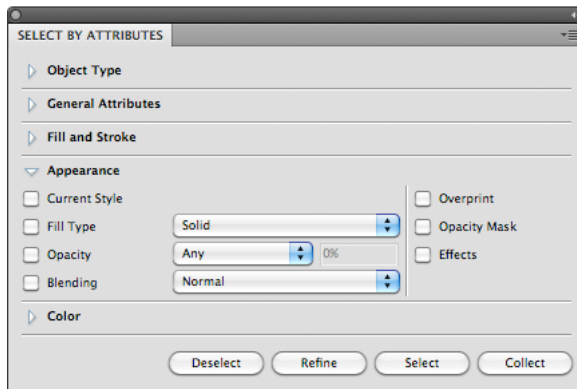 SELECT BY ATTRIBUTES
Object Type
General Attributes
Fill and Stroke
Appearance
Current Style
Overprint
Fill Type Solid Opacity Mask
Opacity Any 0% Effects
Blending Normal
Color
Deselect Refine Select Collect